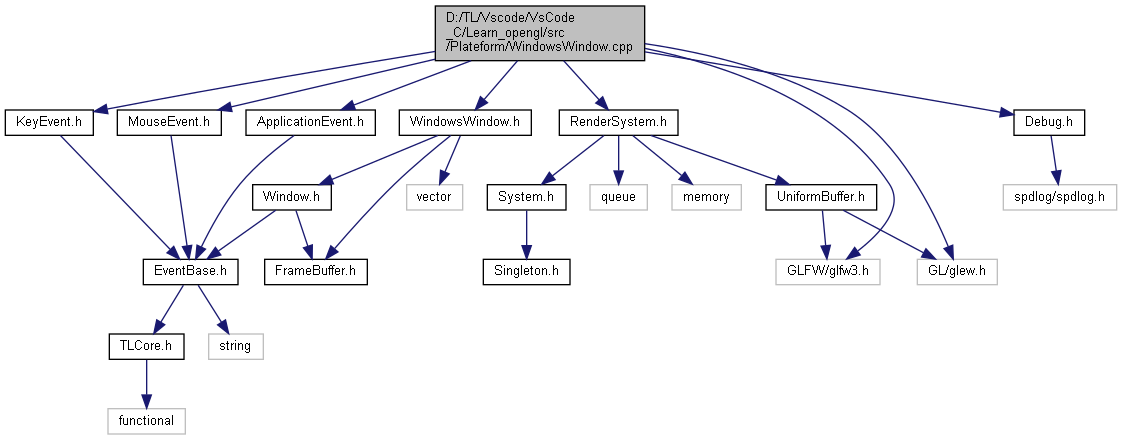 D:/TL/Vscode/VsCode
_C/Learn_opengl/src
/Plateform/WindowsWindow.cpp
KeyEvent.h
MouseEvent.h
ApplicationEvent.h
WindowsWindow.h
RenderSystem.h
Debug.h
Window.h
vector
System.h
queue
memory
UniformBuffer.h
spdlog/spdlog.h
EventBase.h
FrameBuffer.h
Singleton.h
GLFW/glfw3.h
GL/glew.h
TLCore.h
string
functional